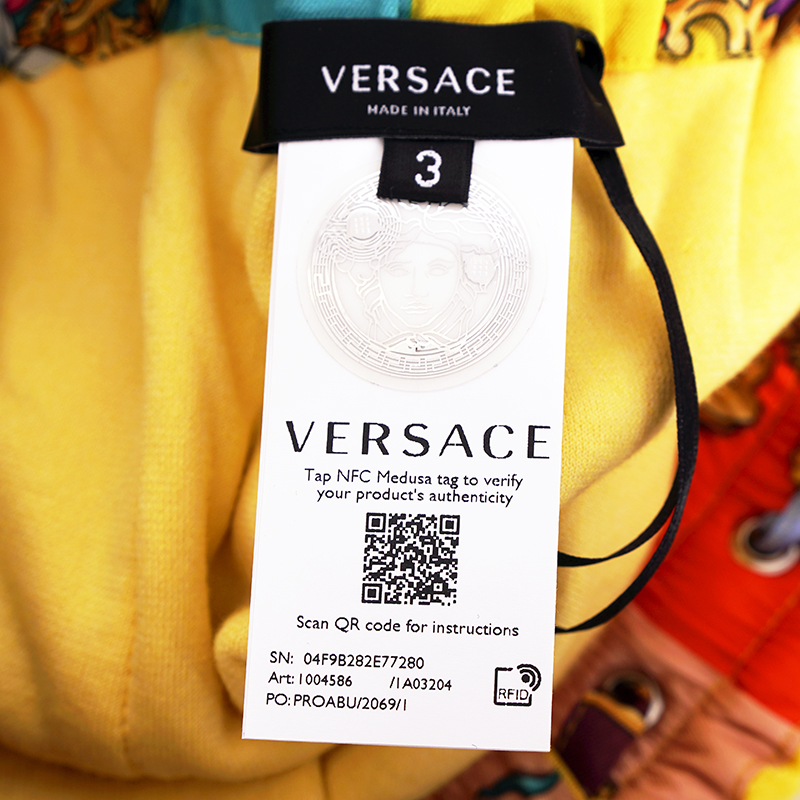 VERSACE
MADE IN ITALY
3
VERSACE
Tap NFC Medusa tag to verify
your product's authenticity
Scan QR code for instructions
SN: 04F9B282E77280
Art: 1004586 /1A03204
PO: PROABU/2069/1
RFID